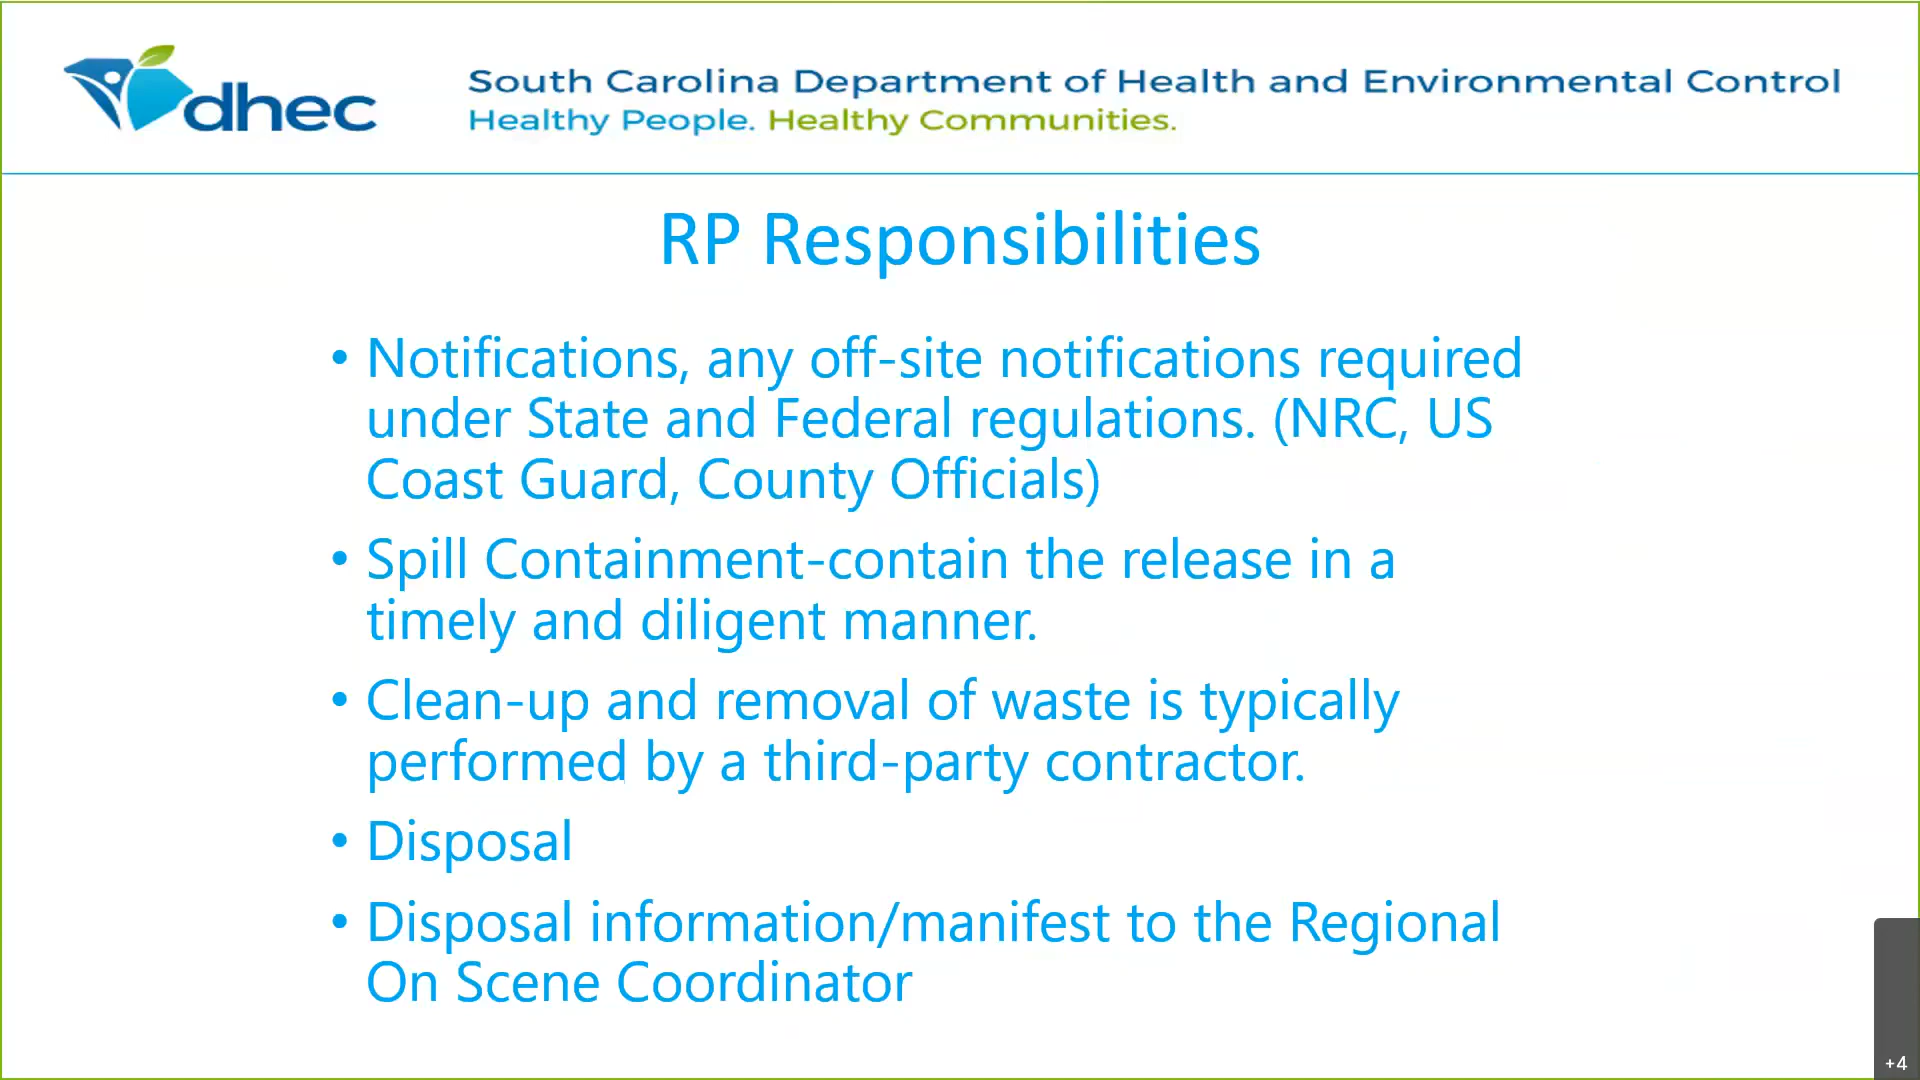 dhec
South Carolina Department of Health and Environmental Control
Healthy People. Healthy Communities.
RP Responsibilities
• Notifications, any off-site notifications required
under State and Federal regulations. (NRC, US
Coast Guard, County Officials)
• Spill Containment-contain the release in a
timely and diligent manner.
• Clean-up and removal of waste is typically
performed by a third-party contractor.
• Disposal
• Disposal information/manifest to the Regional
On Scene Coordinator
+4